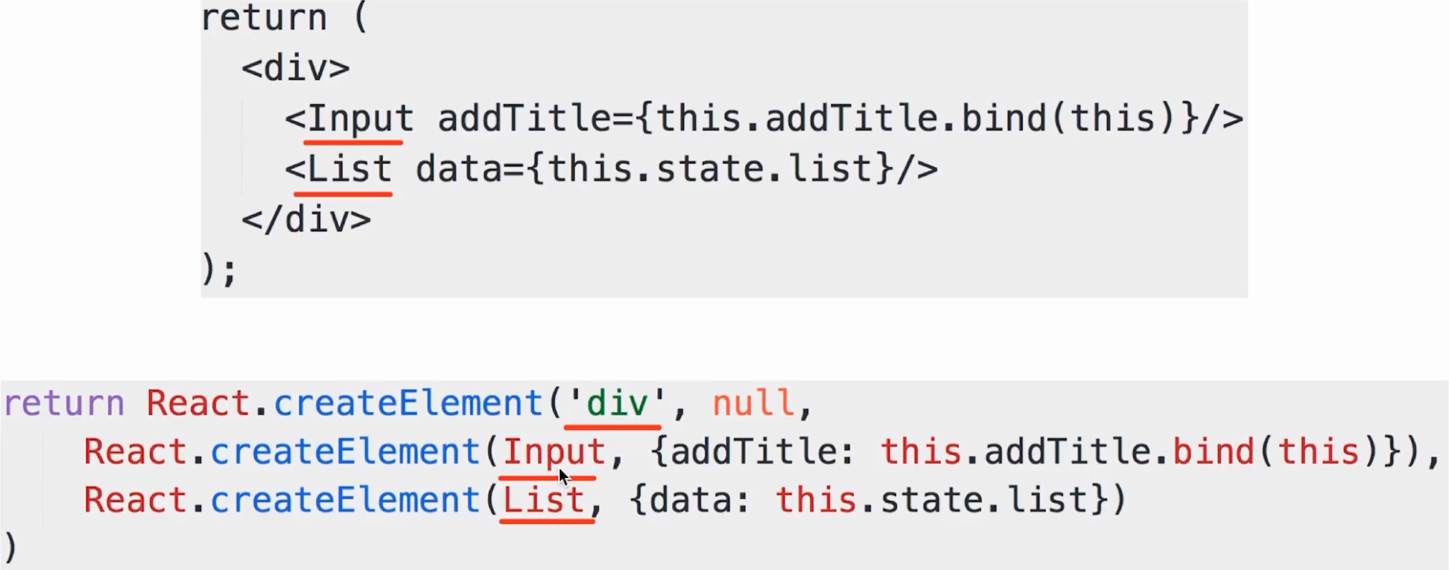 return (
<div>
<Input addTitle={this.addTitle.bind(this)}/>
<List data={this.state.list}/>
</div>
);
return React.createElement('div', null,
React.createElement(Input, {addTitle: this.addTitle.bind(this)}),
React.createElement(List, {data: this.state.list})
)